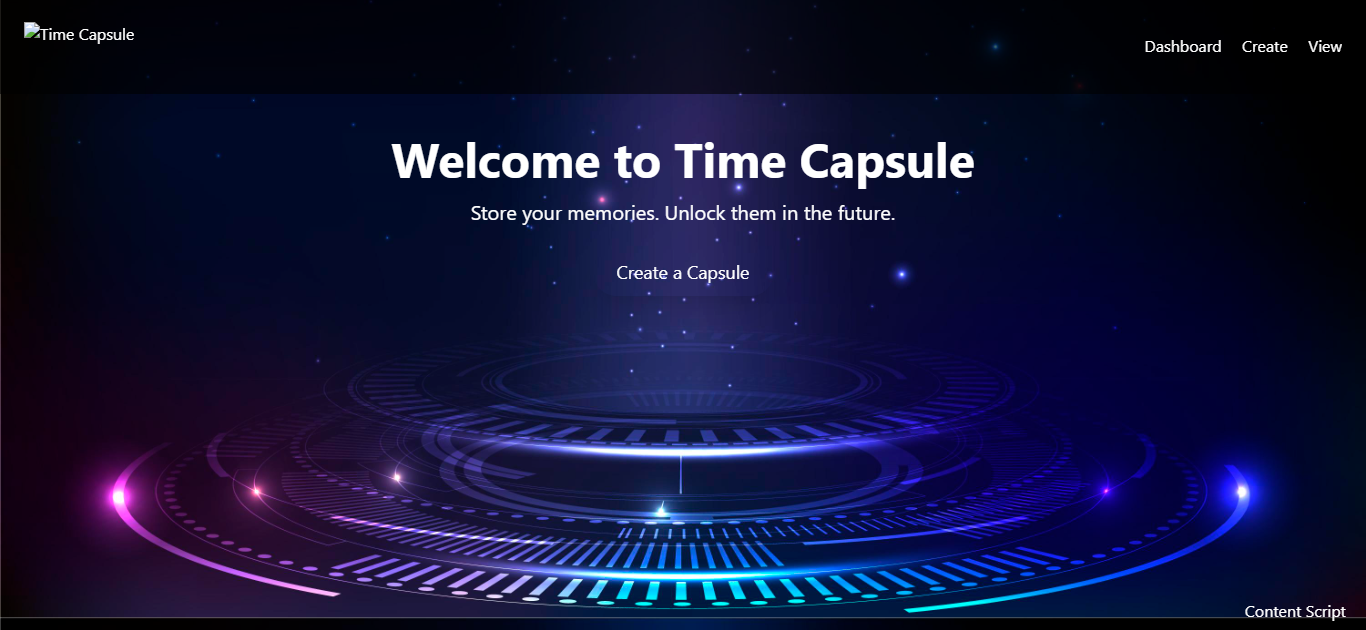 Time Capsule
Dashboard Create View
Welcome to Time Capsule
Store your memories. Unlock them in the future.
Create a Capsule
Content Script